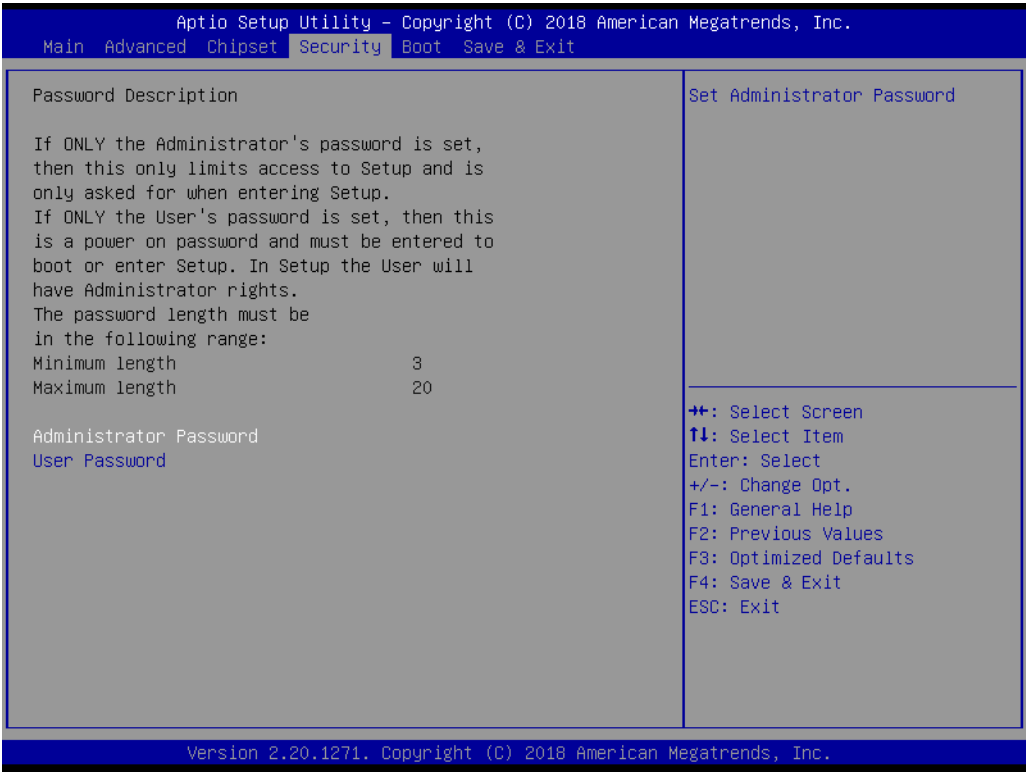 Aptio Setup Utility – Copyright (C) 2018 American Megatrends, Inc.
Main Advanced Chipset Security Boot Save & Exit
Password Description
If ONLY the Administrator's password is set,
then this only limits access to Setup and is
only asked for when entering Setup.
If ONLY the User's password is set, then this
is a power on password and must be entered to
boot or enter Setup. In Setup the User will
have Administrator rights.
The password length must be
in the following range:
Minimum length 3
Maximum length 20
Administrator Password
User Password
Set Administrator Password
→←: Select Screen
↑↓: Select Item
Enter: Select
+/-: Change Opt.
F1: General Help
F2: Previous Values
F3: Optimized Defaults
F4: Save & Exit
ESC: Exit
Version 2.20.1271. Copyright (C) 2018 American Megatrends, Inc.